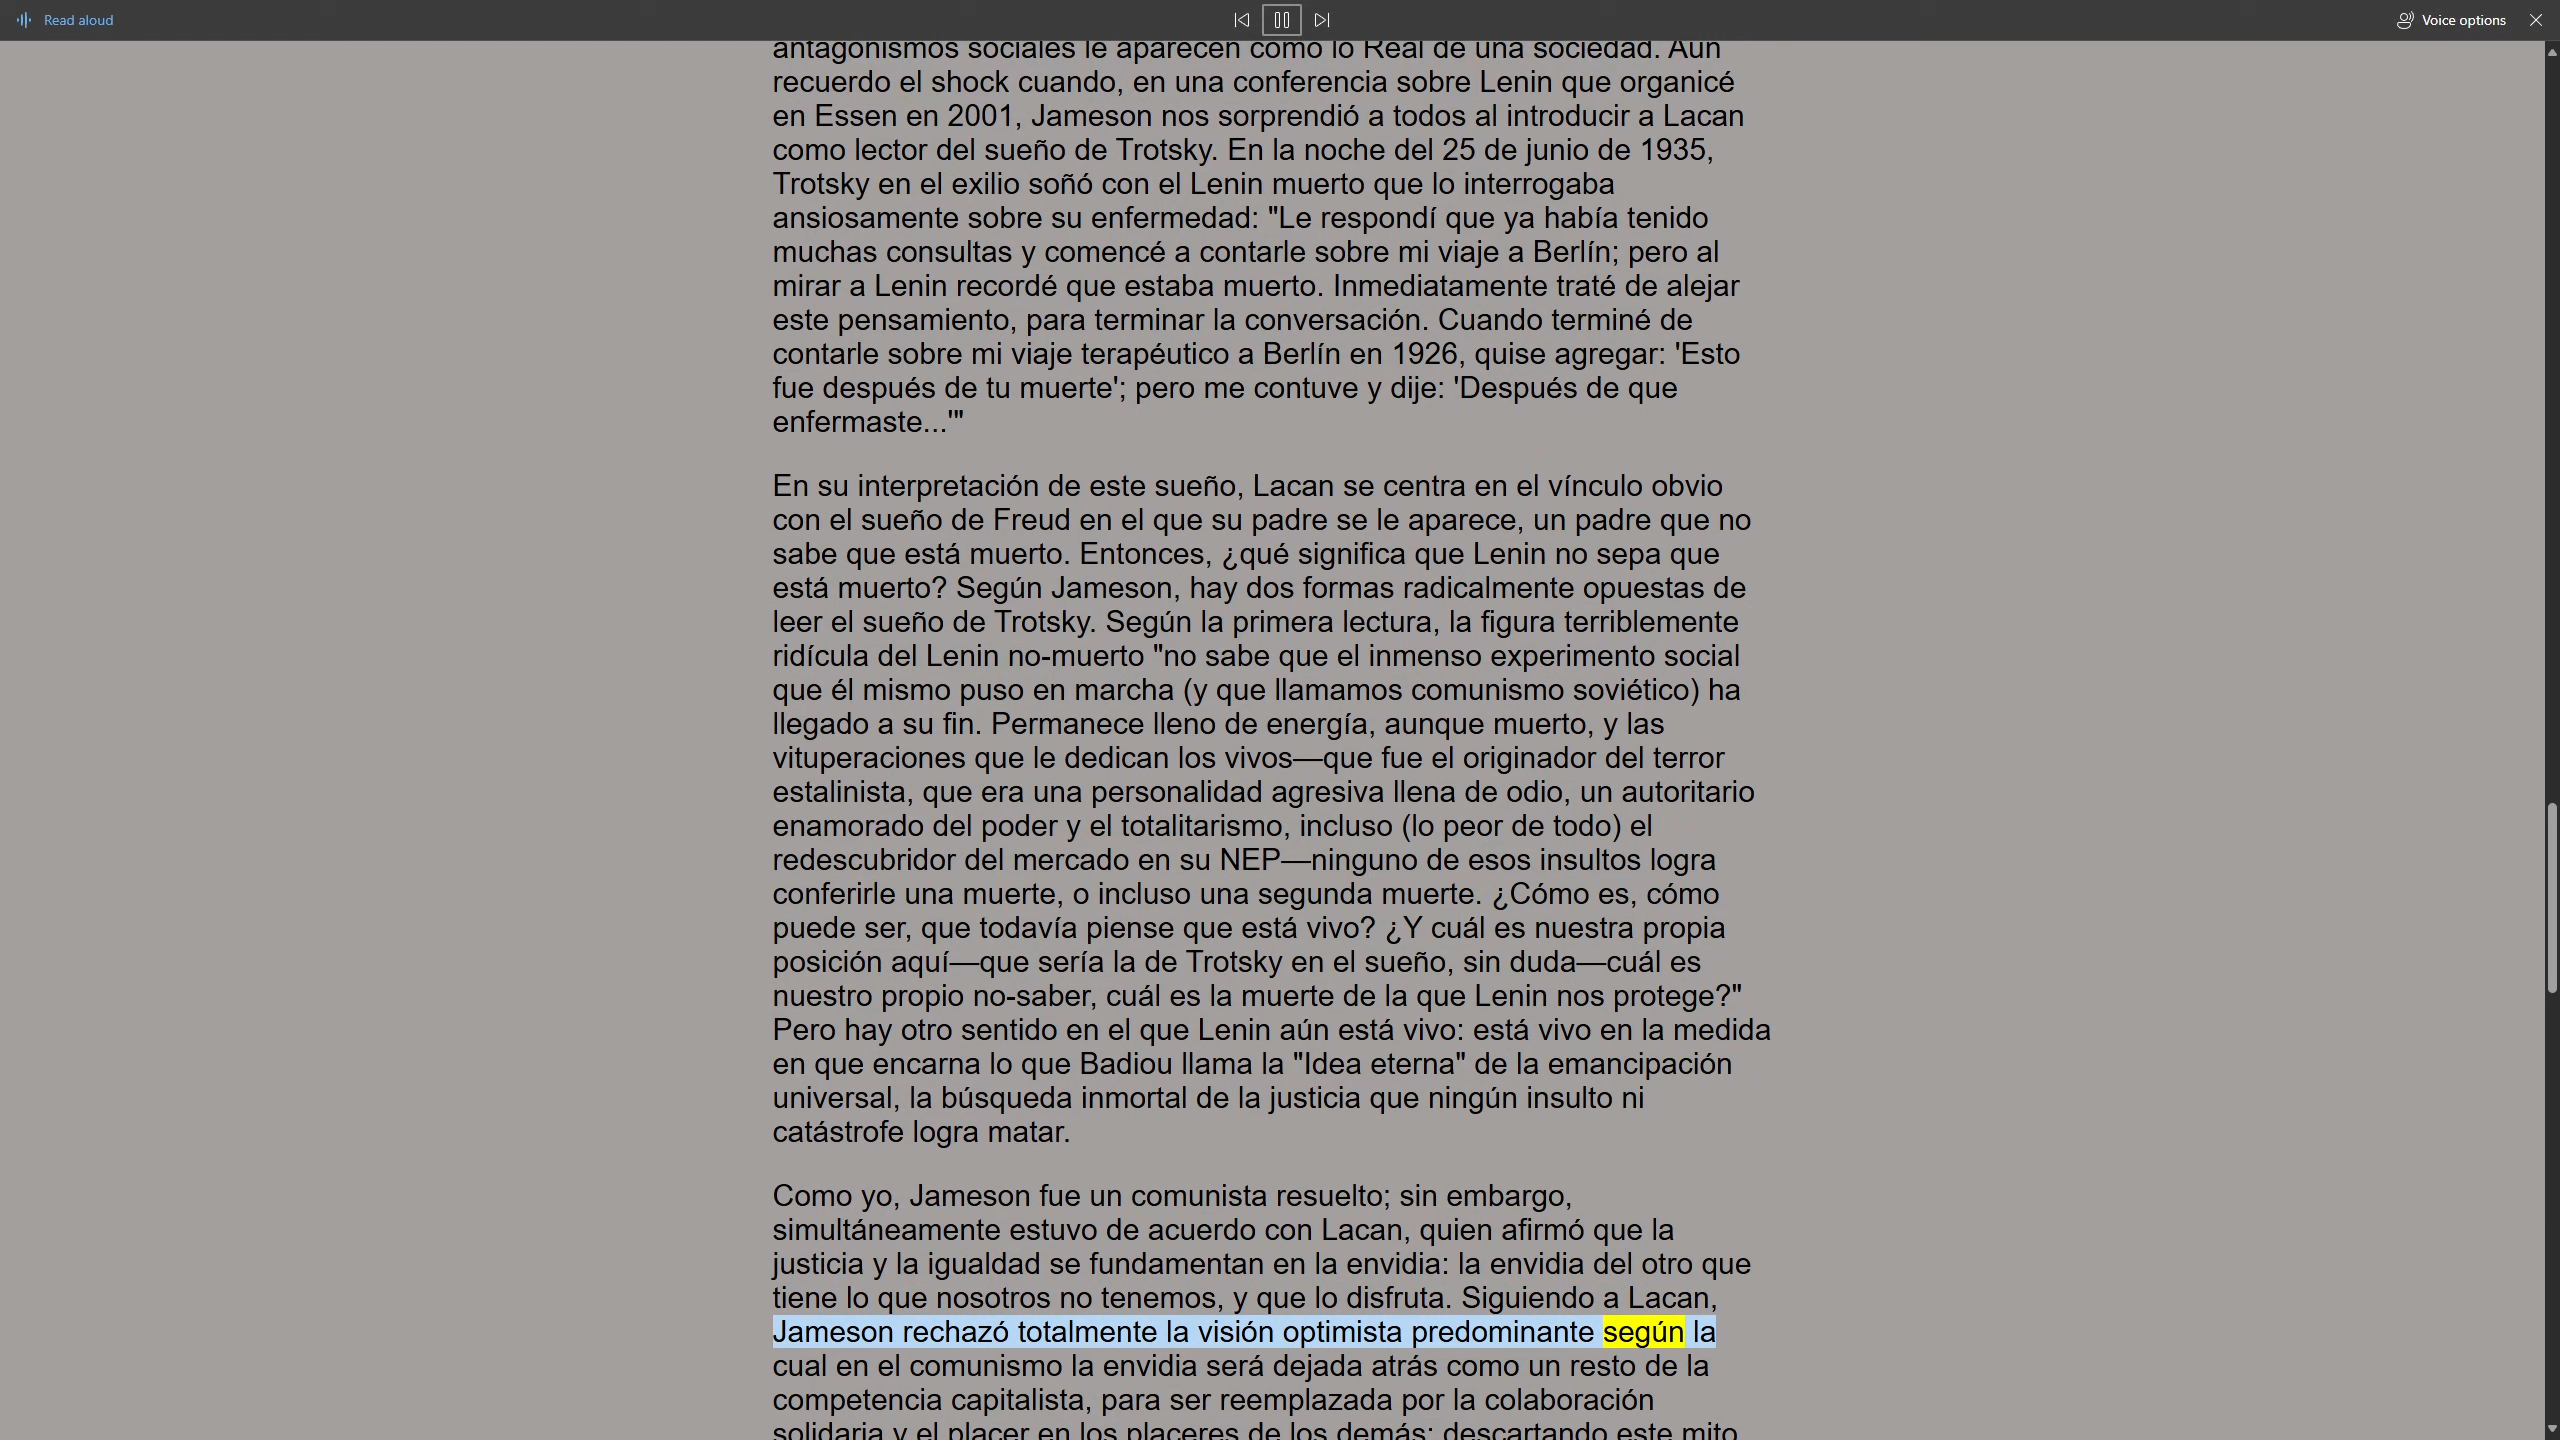 Read aloud
Voice options
antagonismos sociales le aparecen como lo Real de una sociedad. Aún
recuerdo el shock cuando, en una conferencia sobre Lenin que organicé
en Essen en 2001, Jameson nos sorprendió a todos al introducir a Lacan
como lector del sueño de Trotsky. En la noche del 25 de junio de 1935,
Trotsky en el exilio soñó con el Lenin muerto que lo interrogaba
ansiosamente sobre su enfermedad: "Le respondí que ya había tenido
muchas consultas y comencé a contarle sobre mi viaje a Berlín; pero al
mirar a Lenin recordé que estaba muerto. Inmediatamente traté de alejar
este pensamiento, para terminar la conversación. Cuando terminé de
contarle sobre mi viaje terapéutico a Berlín en 1926, quise agregar: 'Esto
fue después de tu muerte'; pero me contuve y dije: 'Después de que
enfermaste...'"
En su interpretación de este sueño, Lacan se centra en el vínculo obvio
con el sueño de Freud en el que su padre se le aparece, un padre que no
sabe que está muerto. Entonces, ¿qué significa que Lenin no sepa que
está muerto? Según Jameson, hay dos formas radicalmente opuestas de
leer el sueño de Trotsky. Según la primera lectura, la figura terriblemente
ridícula del Lenin no-muerto "no sabe que el inmenso experimento social
que él mismo puso en marcha (y que llamamos comunismo soviético) ha
llegado a su fin. Permanece lleno de energía, aunque muerto, y las
vituperaciones que le dedican los vivos—que fue el originador del terror
estalinista, que era una personalidad agresiva llena de odio, un autoritario
enamorado del poder y el totalitarismo, incluso (lo peor de todo) el
redescubridor del mercado en su NEP—ninguno de esos insultos logra
conferirle una muerte, o incluso una segunda muerte. ¿Cómo es, cómo
puede ser, que todavía piense que está vivo? ¿Y cuál es nuestra propia
posición aquí—que sería la de Trotsky en el sueño, sin duda—cuál es
nuestro propio no-saber, cuál es la muerte de la que Lenin nos protege?"
Pero hay otro sentido en el que Lenin aún está vivo: está vivo en la medida
en que encarna lo que Badiou llama la "Idea eterna" de la emancipación
universal, la búsqueda inmortal de la justicia que ningún insulto ni
catástrofe logra matar.
Como yo, Jameson fue un comunista resuelto; sin embargo,
simultáneamente estuvo de acuerdo con Lacan, quien afirmó que la
justicia y la igualdad se fundamentan en la envidia: la envidia del otro que
tiene lo que nosotros no tenemos, y que lo disfruta. Siguiendo a Lacan,
Jameson rechazó totalmente la visión optimista predominante según la
cual en el comunismo la envidia será dejada atrás como un resto de la
competencia capitalista, para ser reemplazada por la colaboración
solidaria y el placer en los placeres de los demás; descartando este mito